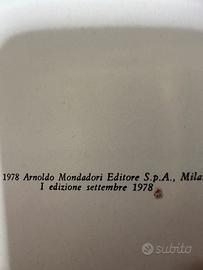 1978 Arnoldo Mondadori Editore S.p.A., Mila
I edizione settembre 1978
subito